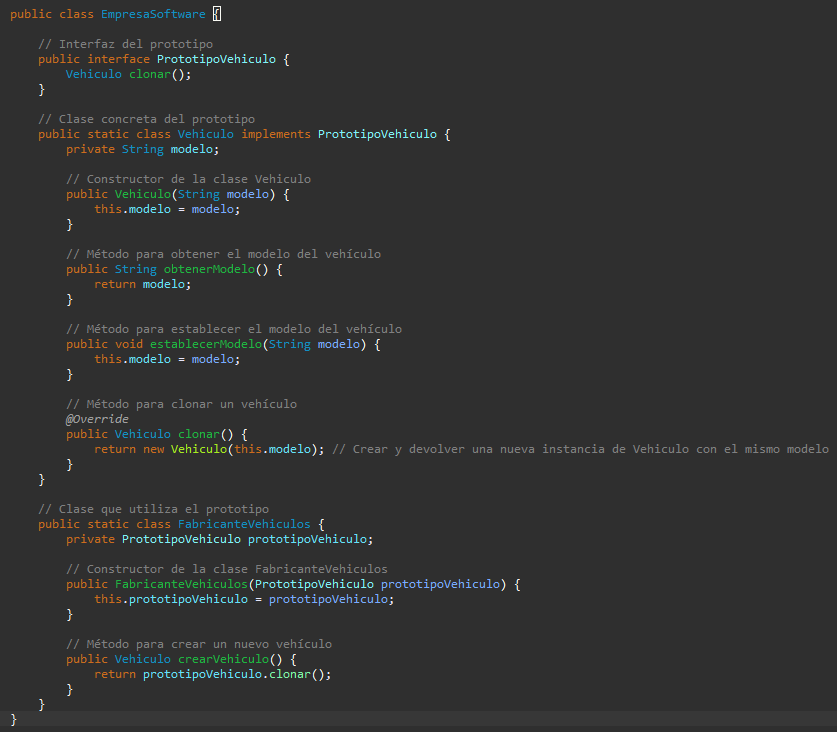 public class EmpresaSoftware {
// Interfaz del prototipo
public interface PrototipoVehiculo {
Vehiculo clonar();
}
// Clase concreta del prototipo
public static class Vehiculo implements PrototipoVehiculo {
private String modelo;
// Constructor de la clase Vehiculo
public Vehiculo(String modelo) {
this.modelo = modelo;
}
// Método para obtener el modelo del vehículo
public String obtenerModelo() {
return modelo;
}
// Método para establecer el modelo del vehículo
public void establecerModelo(String modelo) {
this.modelo = modelo;
}
// Método para clonar un vehículo
@Override
public Vehiculo clonar() {
return new Vehiculo(this.modelo); // Crear y devolver una nueva instancia de Vehiculo con el mismo modelo
}
}
// Clase que utiliza el prototipo
public static class FabricanteVehiculos {
private PrototipoVehiculo prototipoVehiculo;
// Constructor de la clase FabricanteVehiculos
public FabricanteVehiculos(PrototipoVehiculo prototipoVehiculo) {
this.prototipoVehiculo = prototipoVehiculo;
}
// Método para crear un nuevo vehículo
public Vehiculo crearVehiculo() {
return prototipoVehiculo.clonar();
}
}
}